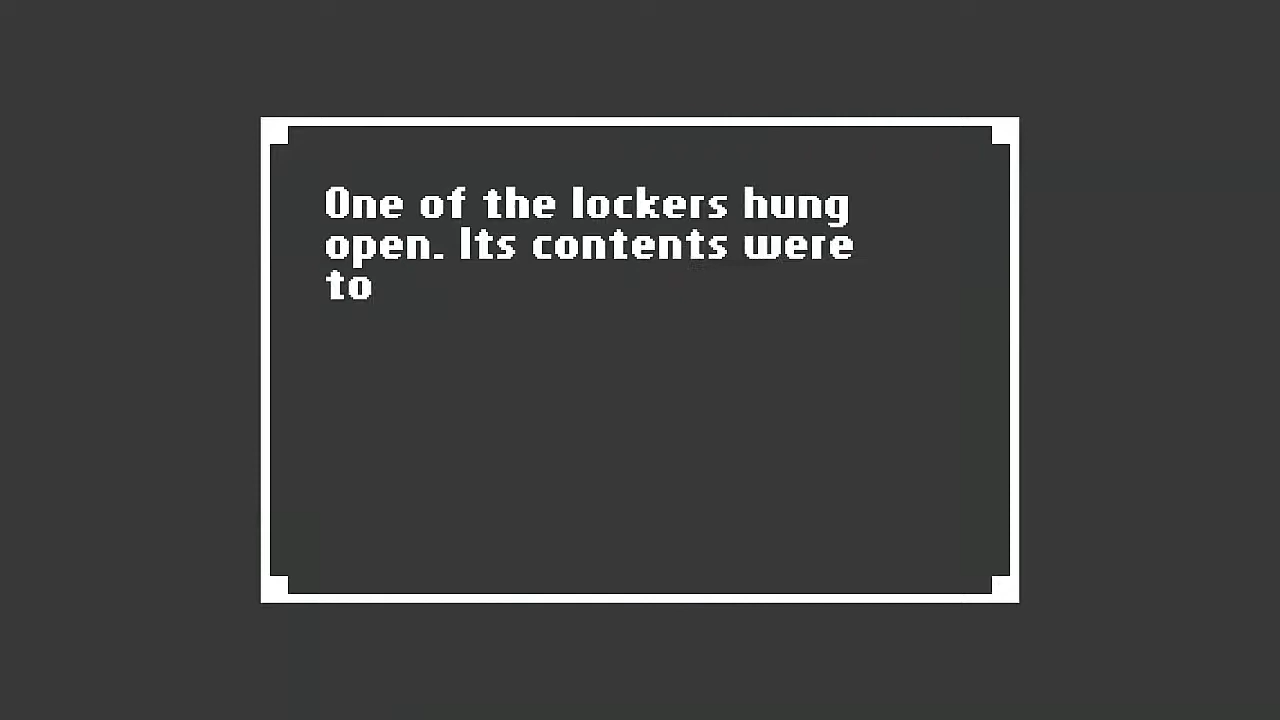 One of the lockers hung
open. Its contents were
to